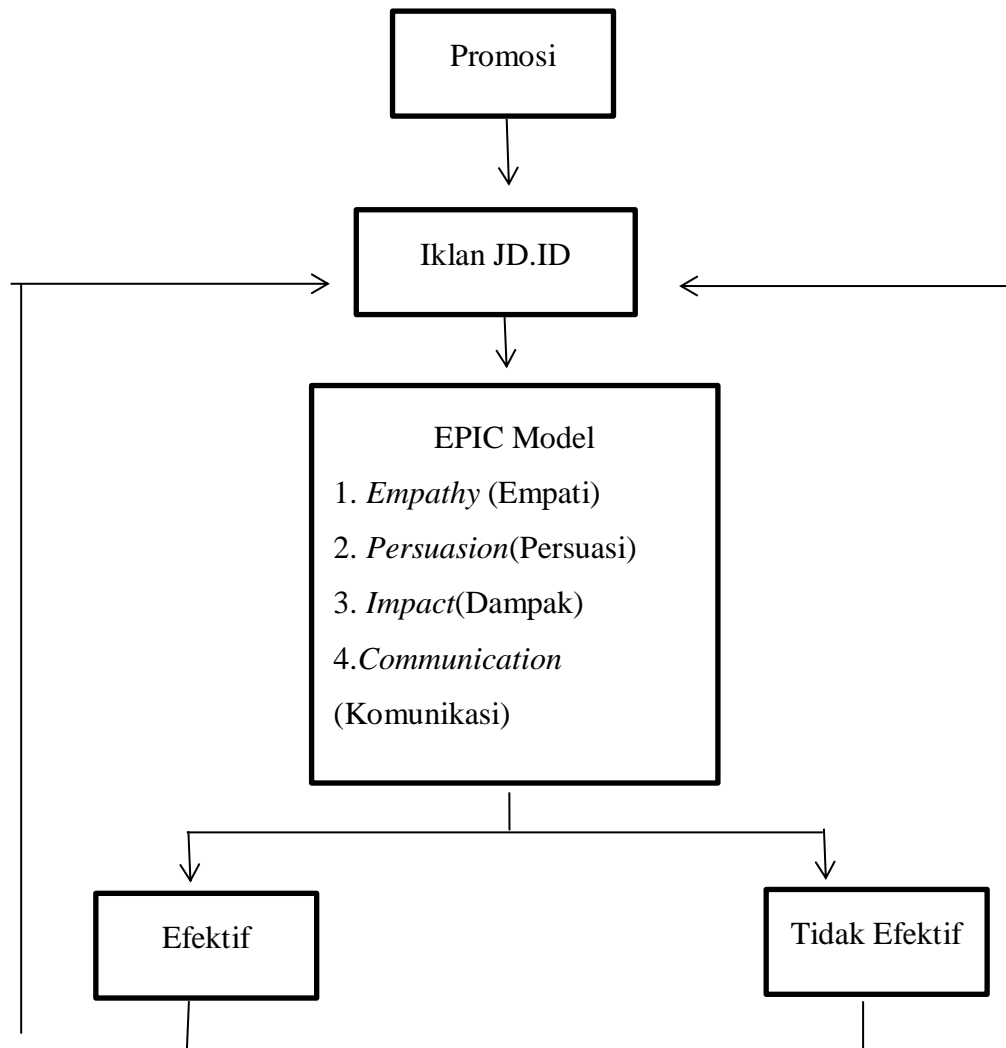 Promosi
Iklan JD.ID
EPIC Model
1. Empathy (Empati)
2. Persuasion(Persuasi)
3. Impact(Dampak)
4.Communication
(Komunikasi)
Efektif
Tidak Efektif